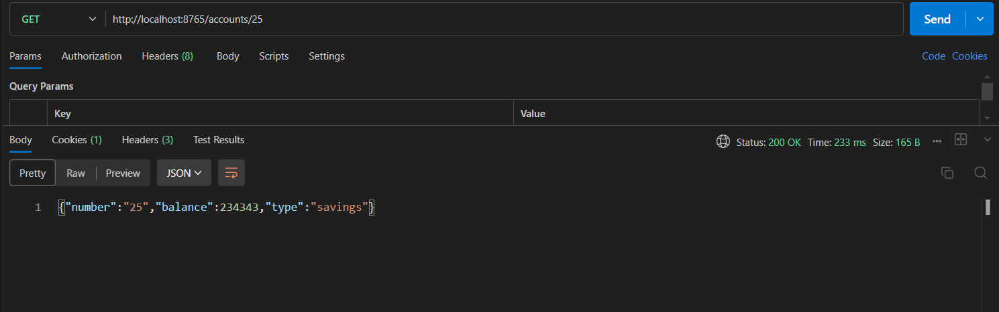 GET http://localhost:8765/accounts/25 Send
Params Authorization Headers (8) Body Scripts Settings Code Cookies
Query Params
Key Value
Body Cookies (1) Headers (3) Test Results Status: 200 OK Time: 233 ms Size: 165 B
Pretty Raw Preview JSON
1 {"number":"25","balance":234343,"type":"savings"}